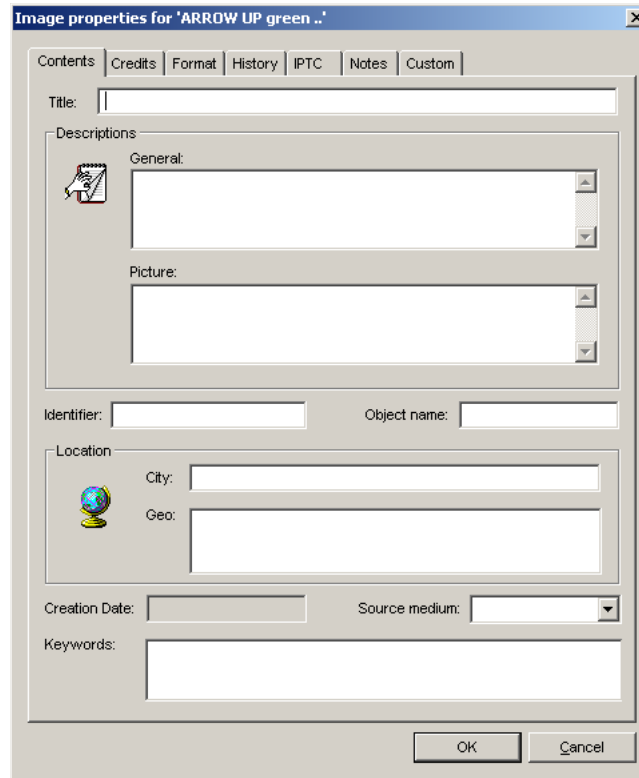 Image properties for 'ARROW UP green ..'
Contents Credits Format History IPTC Notes Custom
Title:
Descriptions
General:
Picture:
Identifier: Object name:
Location
City:
Geo:
Creation Date: Source medium:
Keywords:
OK Cancel